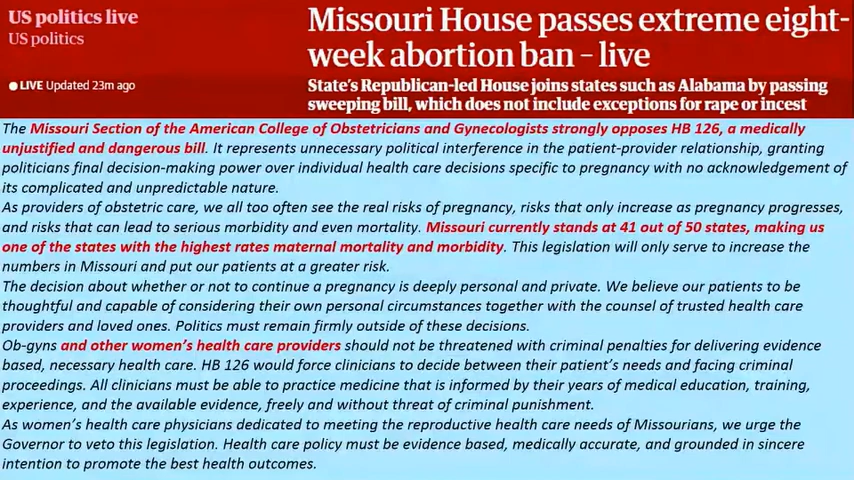 US politics live
US politics
LIVE Updated 23m ago
Missouri House passes extreme eight-
week abortion ban – live
State's Republican-led House joins states such as Alabama by passing
sweeping bill, which does not include exceptions for rape or incest
The Missouri Section of the American College of Obstetricians and Gynecologists strongly opposes HB 126, a medically
unjustified and dangerous bill. It represents unnecessary political interference in the patient-provider relationship, granting
politicians final decision-making power over individual health care decisions specific to pregnancy with no acknowledgement of
its complicated and unpredictable nature.
As providers of obstetric care, we all too often see the real risks of pregnancy, risks that only increase as pregnancy progresses,
and risks that can lead to serious morbidity and even mortality. Missouri currently stands at 41 out of 50 states, making us
one of the states with the highest rates maternal mortality and morbidity. This legislation will only serve to increase the
numbers in Missouri and put our patients at a greater risk.
The decision about whether or not to continue a pregnancy is deeply personal and private. We believe our patients to be
thoughtful and capable of considering their own personal circumstances together with the counsel of trusted health care
providers and loved ones. Politics must remain firmly outside of these decisions.
Ob-gyns and other women's health care providers should not be threatened with criminal penalties for delivering evidence
based, necessary health care. HB 126 would force clinicians to decide between their patient's needs and facing criminal
proceedings. All clinicians must be able to practice medicine that is informed by their years of medical education, training,
experience, and the available evidence, freely and without threat of criminal punishment.
As women's health care physicians dedicated to meeting the reproductive health care needs of Missourians, we urge the
Governor to veto this legislation. Health care policy must be evidence based, medically accurate, and grounded in sincere
intention to promote the best health outcomes.